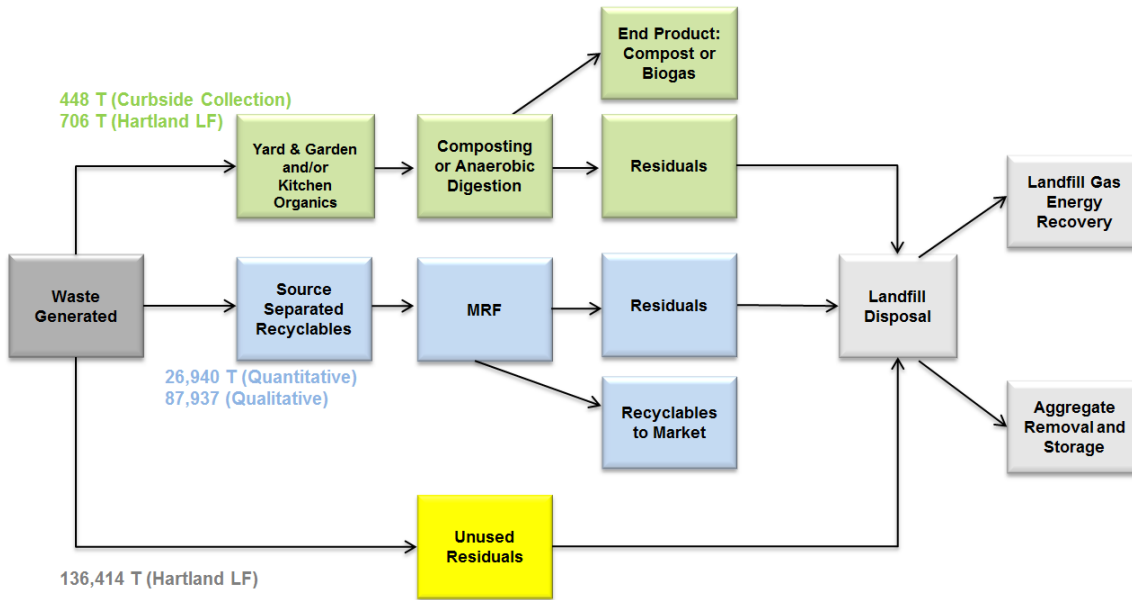 End Product:
Compost or
Biogas
448 T (Curbside Collection)
706 T (Hartland LF)
Yard & Garden
and/or
Kitchen
Organics
Composting
or Anaerobic
Digestion
Residuals
Landfill Gas
Energy
Recovery
Waste
Generated
Source
Separated
Recyclables
MRF
Residuals
Landfill
Disposal
26,940 T (Quantitative)
87,937 (Qualitative)
Recyclables
to Market
Aggregate
Removal and
Storage
Unused
Residuals
136,414 T (Hartland LF)